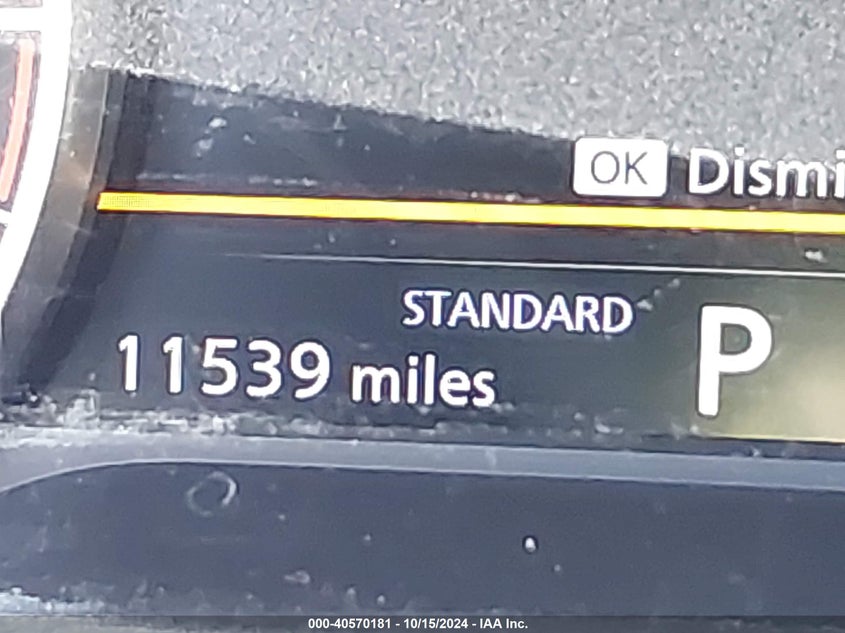 OK Dismi
STANDARD
P
11539 miles
000-40570181 - 10/15/2024 - IAA Inc.